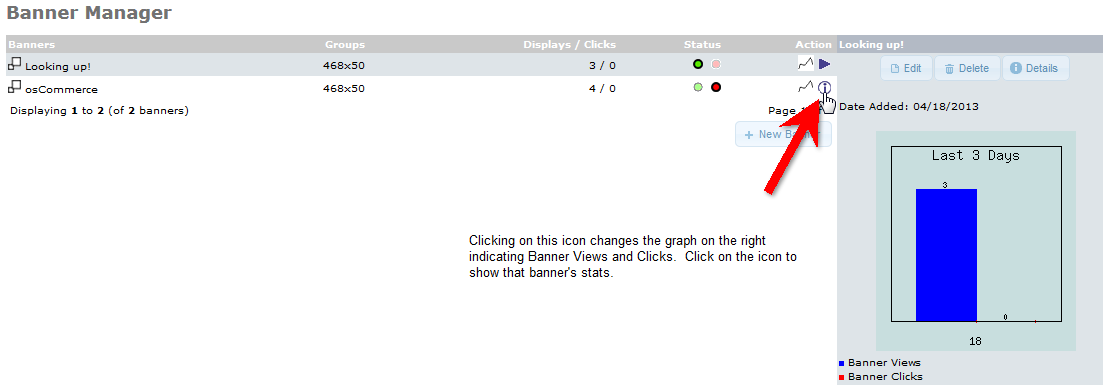 Banner Manager
Banners Groups Displays / Clicks Status Action
Looking up! 468x50 3 / 0
osCommerce 468x50 4 / 0
Displaying 1 to 2 (of 2 banners) Page 1
+ New Banner
Clicking on this icon changes the graph on the right
indicating Banner Views and Clicks.  Click on the icon to
show that banner's stats.
Looking up!
Edit Delete Details
Date Added: 04/18/2013
Last 3 Days
3
0
18
Banner Views
Banner Clicks